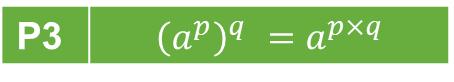 P3 (a^p)^q = a^{p×q}